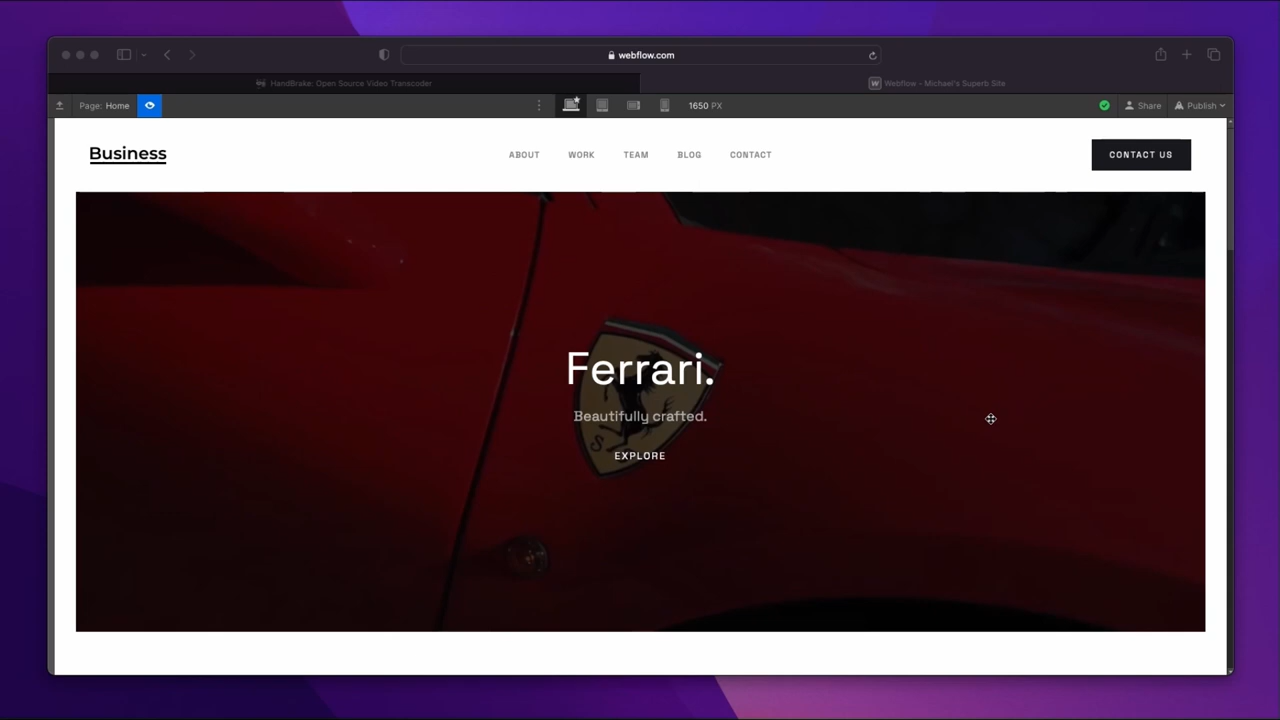 webflow.com
HandBrake: Open Source Video Transcoder
W Webflow - Michael's Superb Site
Page: Home
1650 PX
Share
Publish
Business
ABOUT WORK TEAM BLOG CONTACT
CONTACT US
Ferrari.
Beautifully crafted.
EXPLORE
S